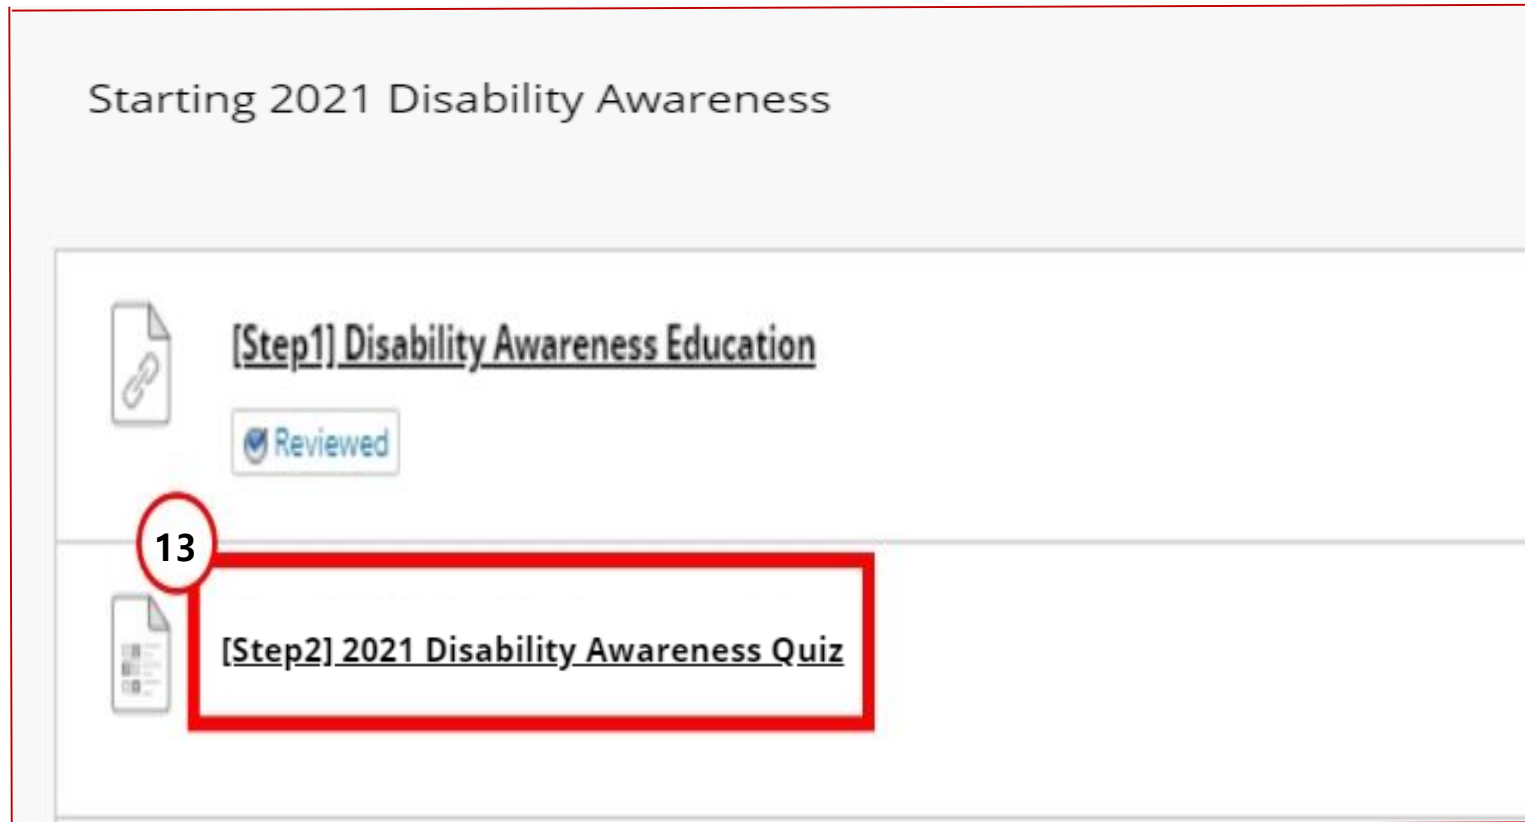 Starting 2021 Disability Awareness
[Step1] Disability Awareness Education
Reviewed
13
[Step2] 2021 Disability Awareness Quiz